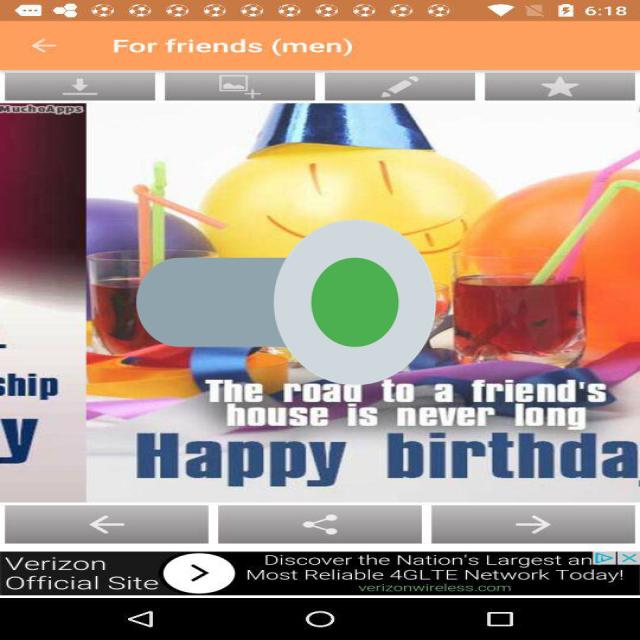 6:18
For friends (men)
MuchoApps
ship
y
The road to a friend's
house is never long
Happy birthda
Verizon
Official Site
Discover the Nation's Largest an
Most Reliable 4GLTE Network Today!
verizonwireless.com